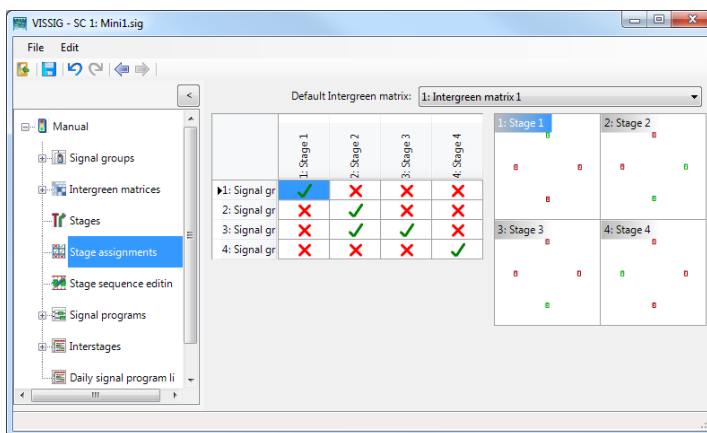 VISSIG - SC 1: Mini1.sig
File Edit
<
Default Intergreen matrix: 1: Intergreen matrix 1
Manual
Signal groups
Intergreen matrices
Stages
Stage assignments
Stage sequence editin
Signal programs
Interstages
Daily signal program li
1: Stage 1
2: Stage 2
3: Stage 3
4: Stage 4
1: Signal gr
2: Signal gr
3: Signal gr
4: Signal gr
1: Stage 1
2: Stage 2
3: Stage 3
4: Stage 4